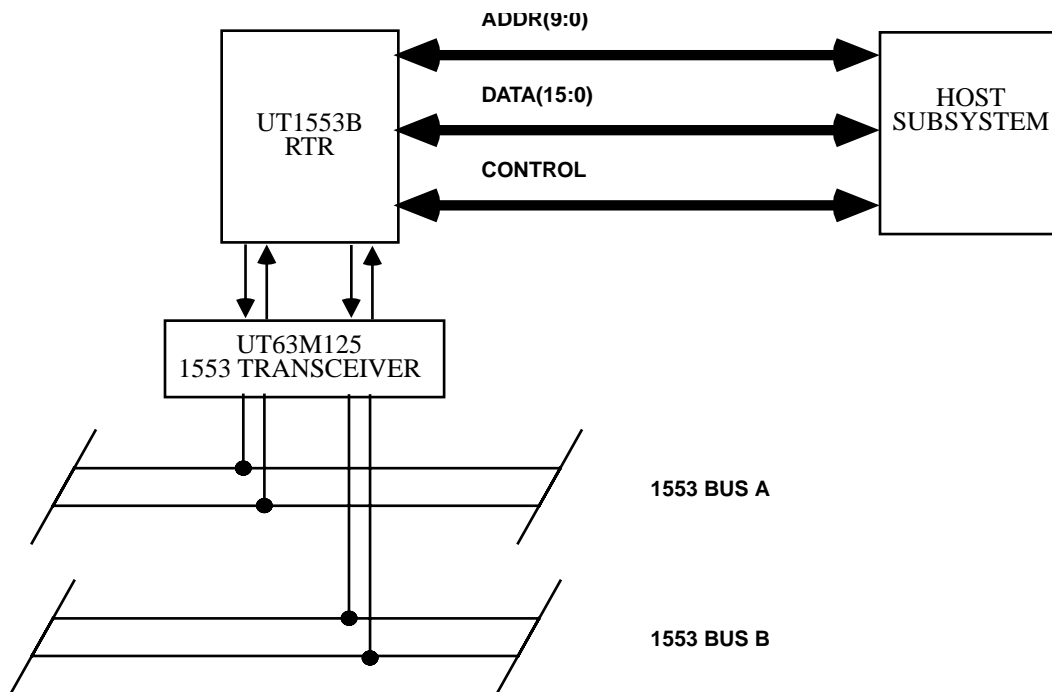 ADDR(9:0)
DATA(15:0)
CONTROL
UT1553B
RTR
HOST
SUBSYSTEM
UT63M125
1553 TRANSCEIVER
1553 BUS A
1553 BUS B